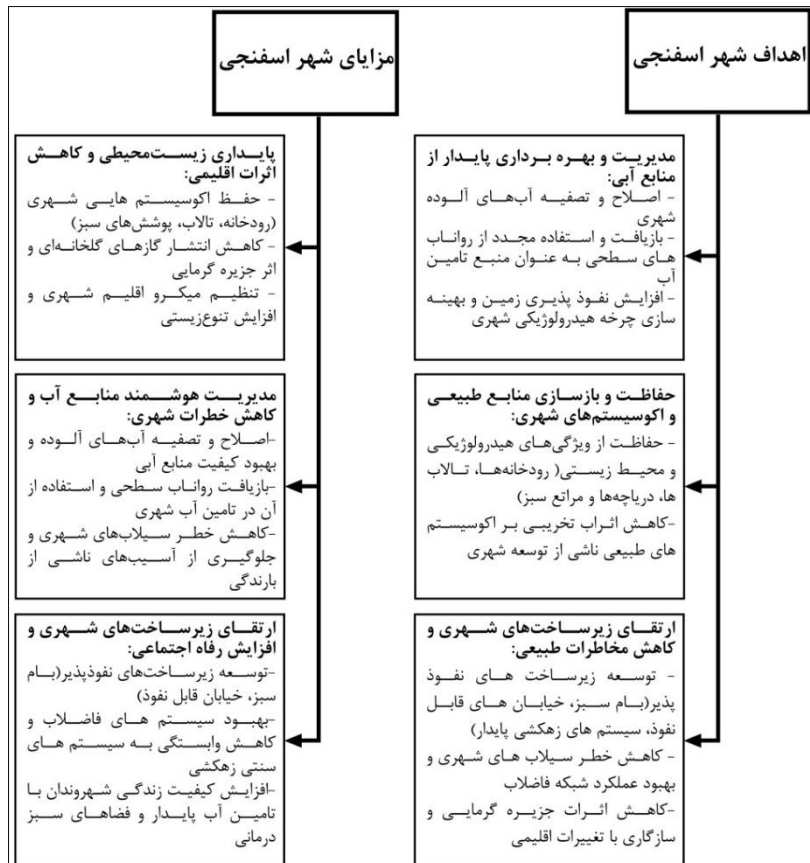 اهداف شهر اسفنجی
مدیریت و بهره برداری پایدار از
منابع آبی:
- اصلاح و تصفیه آب‌های آلوده
شهری
- بازیافت و استفاده مجدد از رواناب
های سطحی به عنوان منبع تامین
آب
- افزایش نفوذ پذیری زمین و بهینه
سازی چرخه هیدرولوژیکی شهری
حفاظت و بازسازی منابع طبیعی
و اکوسیستم‌های شهری:
- حفاظت از ویژگی‌های هیدرولوژیکی
و محیط زیستی( رودخانه‌ها، تالاب
ها، دریاچه‌ها و مراتع سبز)
-کاهش اثراب تخریبی بر اکوسیستم
های طبیعی ناشی از توسعه شهری
ارتقای زیرساخت‌های شهری و
کاهش مخاطرات طبیعی:
- توسعه زیرساخت های نفوذ
پذیر(بام سبز، خیابان های قابل
نفوذ، سیستم های زهکشی پایدار)
- کاهش خطر سیلاب های شهری و
بهبود عملکرد شبکه فاضلاب
-کاهش اثرات جزیره گرمایی و
سازگاری با تغییرات اقلیمی
مزایای شهر اسفنجی
پایداری زیست‌محیطی و کاهش
اثرات اقلیمی:
- حفظ اکوسیستم هایی شهری
(رودخانه، تالاب، پوشش‌های سبز)
- کاهش انتشار گازهای گلخانه‌ای و
اثر جزیره گرمایی
- تنظیم میکرو اقلیم شهری و
افزایش تنوع‌زیستی
مدیریت هوشمند منابع آب و
کاهش خطرات شهری:
-اصلاح و تصفیه آب‌های آلوده و
بهبود کیفیت منابع آبی
-بازیافت رواناب سطحی و استفاده از
آن در تامین آب شهری
-کاهش خطر سیلاب‌های شهری و
جلوگیری از آسیب‌های ناشی از
بارندگی
ارتقای زیرساخت‌های شهری و
افزایش رفاه اجتماعی:
-توسعه زیرساخت‌های نفوذپذیر(بام
سبز، خیابان قابل نفوذ)
-بهبود سیستم های فاضلاب و
کاهش وابستگی به سیستم های
سنتی زهکشی
-افزایش کیفیت زندگی شهروندان با
تامین آب پایدار و فضاهای سبز
درمانی